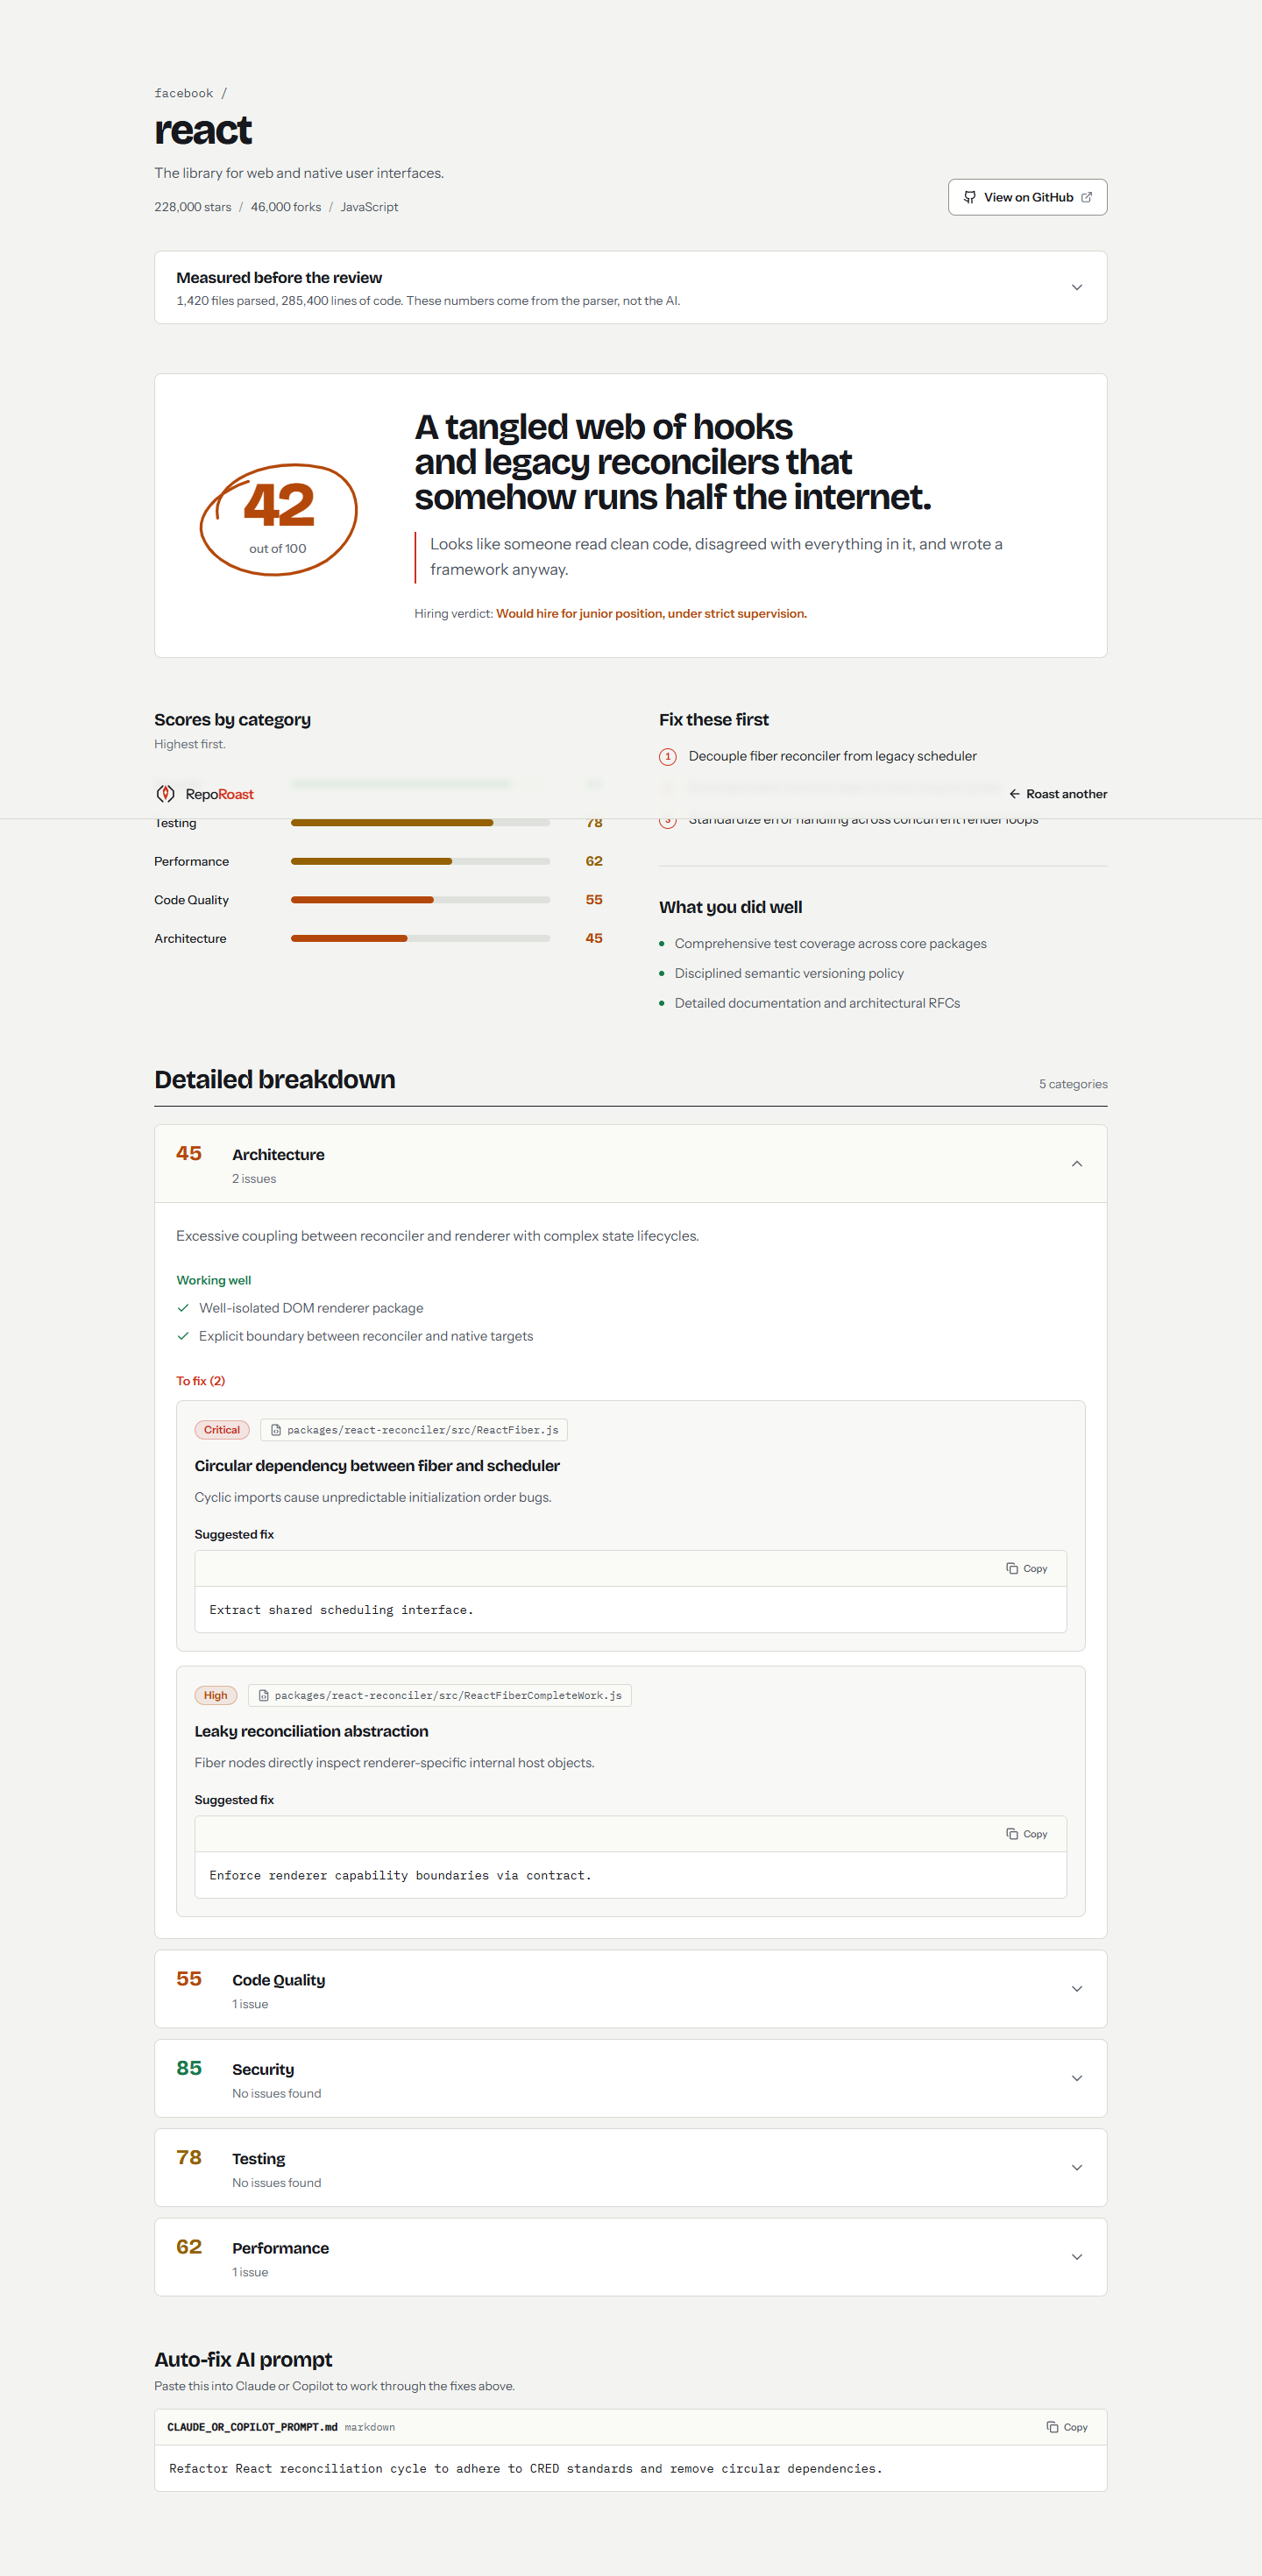 facebook /
react
The library for web and native user interfaces.
228,000 stars / 46,000 forks / JavaScript
View on GitHub
Measured before the review
1,420 files parsed, 285,400 lines of code. These numbers come from the parser, not the AI.
42
out of 100
A tangled web of hooks
and legacy reconcilers that
somehow runs half the internet.
Looks like someone read clean code, disagreed with everything in it, and wrote a
framework anyway.
Hiring verdict: Would hire for junior position, under strict supervision.
Scores by category
Highest first.
RepoRoast
Testing 78
Performance 62
Code Quality 55
Architecture 45
Fix these first
1 Decouple fiber reconciler from legacy scheduler
Roast another
3 Standardize error handling across concurrent render loops
What you did well
Comprehensive test coverage across core packages
Disciplined semantic versioning policy
Detailed documentation and architectural RFCs
Detailed breakdown
5 categories
45 Architecture
2 issues
Excessive coupling between reconciler and renderer with complex state lifecycles.
Working well
Well-isolated DOM renderer package
Explicit boundary between reconciler and native targets
To fix (2)
Critical packages/react-reconciler/src/ReactFiber.js
Circular dependency between fiber and scheduler
Cyclic imports cause unpredictable initialization order bugs.
Suggested fix
Copy
Extract shared scheduling interface.
High packages/react-reconciler/src/ReactFiberCompleteWork.js
Leaky reconciliation abstraction
Fiber nodes directly inspect renderer-specific internal host objects.
Suggested fix
Copy
Enforce renderer capability boundaries via contract.
55 Code Quality
1 issue
85 Security
No issues found
78 Testing
No issues found
62 Performance
1 issue
Auto-fix AI prompt
Paste this into Claude or Copilot to work through the fixes above.
CLAUDE_OR_COPILOT_PROMPT.md markdown
Copy
Refactor React reconciliation cycle to adhere to CRED standards and remove circular dependencies.